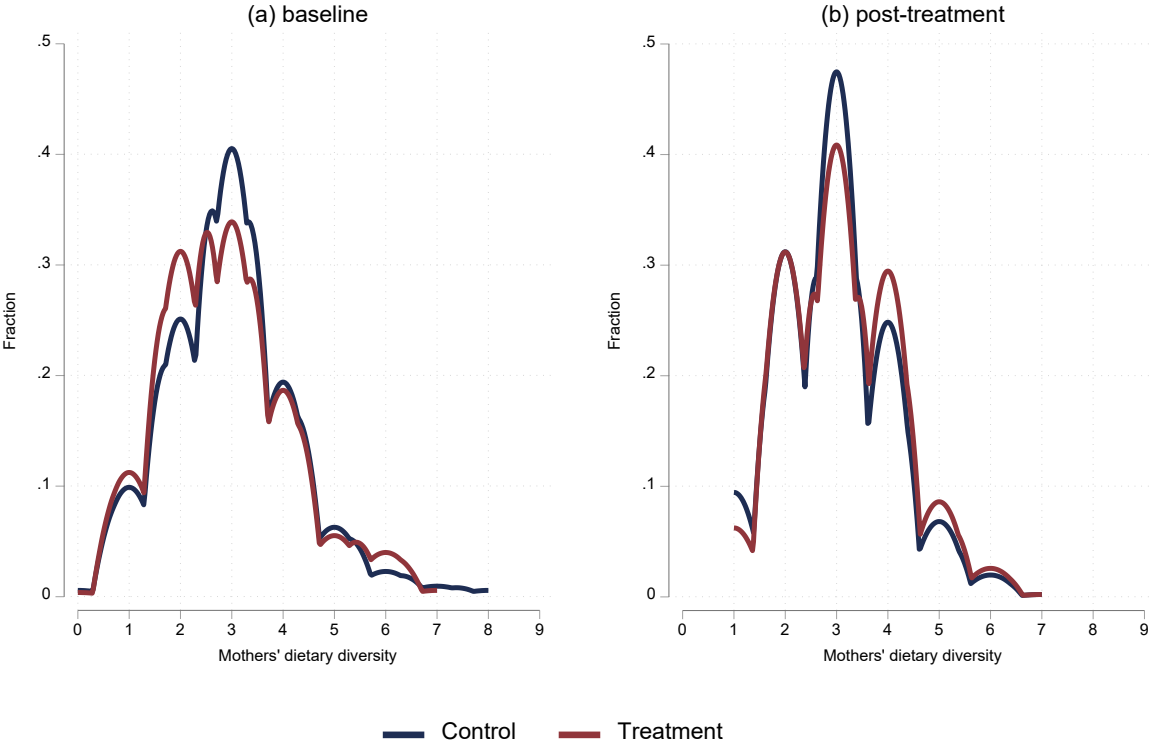 (a) baseline
.5
.4
.3
.2
.1
0
Fraction
0 1 2 3 4 5 6 7 8 9
Mothers' dietary diversity
(b) post-treatment
.5
.4
.3
.2
.1
0
Fraction
0 1 2 3 4 5 6 7 8 9
Mothers' dietary diversity
Control Treatment